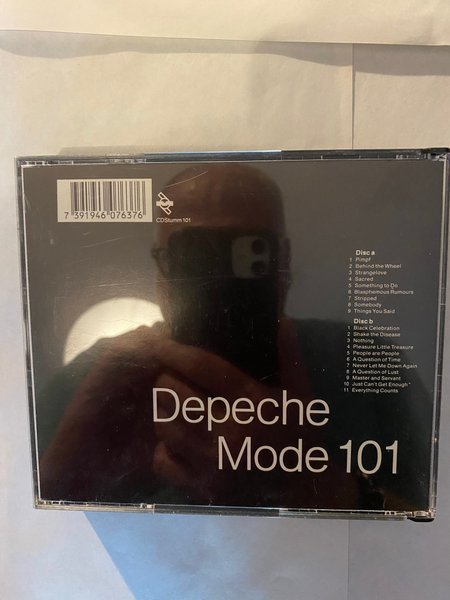 7 391946 076376
CDStumm 101
Disc a
1 Pimpf
2 Behind the Wheel
3 Strangelove
4 Sacred
5 Something to Do
6 Blasphemous Rumours
7 Stripped
8 Somebody
9 Things You Said
Disc b
1 Black Celebration
2 Shake the Disease
3 Nothing
4 Pleasure Little Treasure
5 People are People
6 A Question of Time
7 Never Let Me Down Again
8 A Question of Lust
9 Master and Servant
10 Just Can't Get Enough*
11 Everything Counts
Depeche
Mode 101